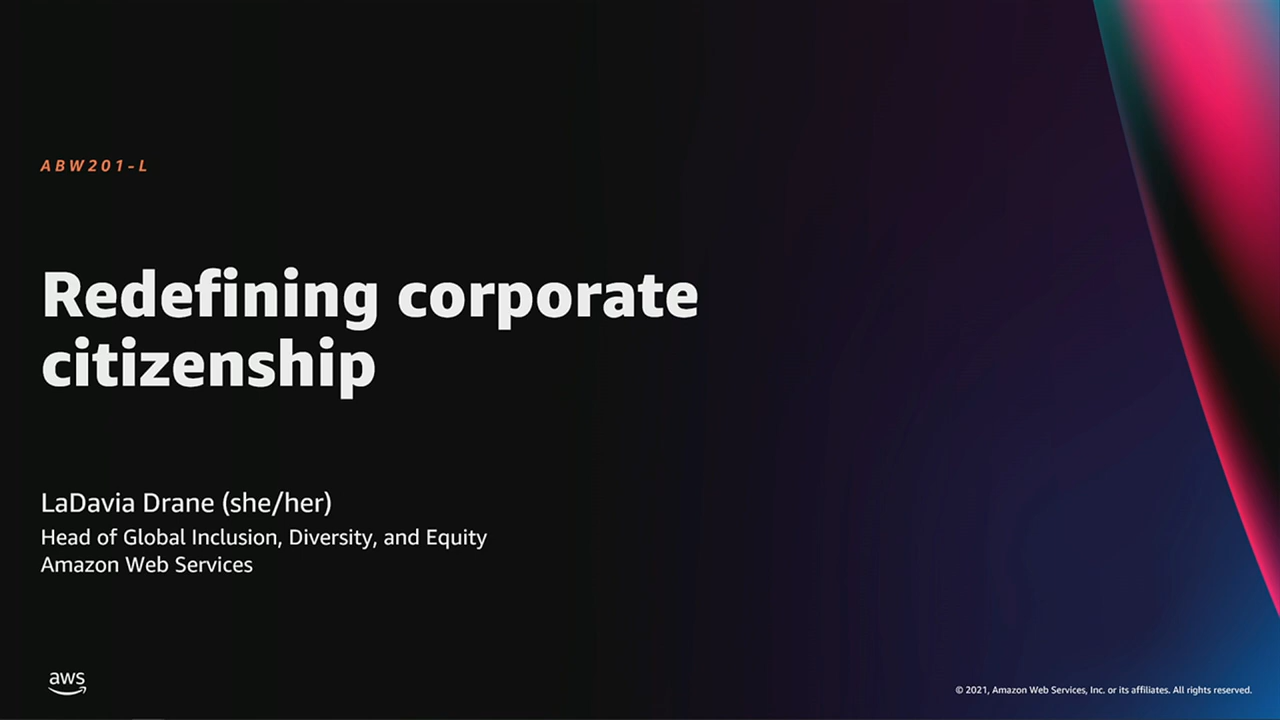 ABW201-L
Redefining corporate
citizenship
LaDavia Drane (she/her)
Head of Global Inclusion, Diversity, and Equity
Amazon Web Services
aws
© 2021, Amazon Web Services, Inc. or its affiliates. All rights reserved.